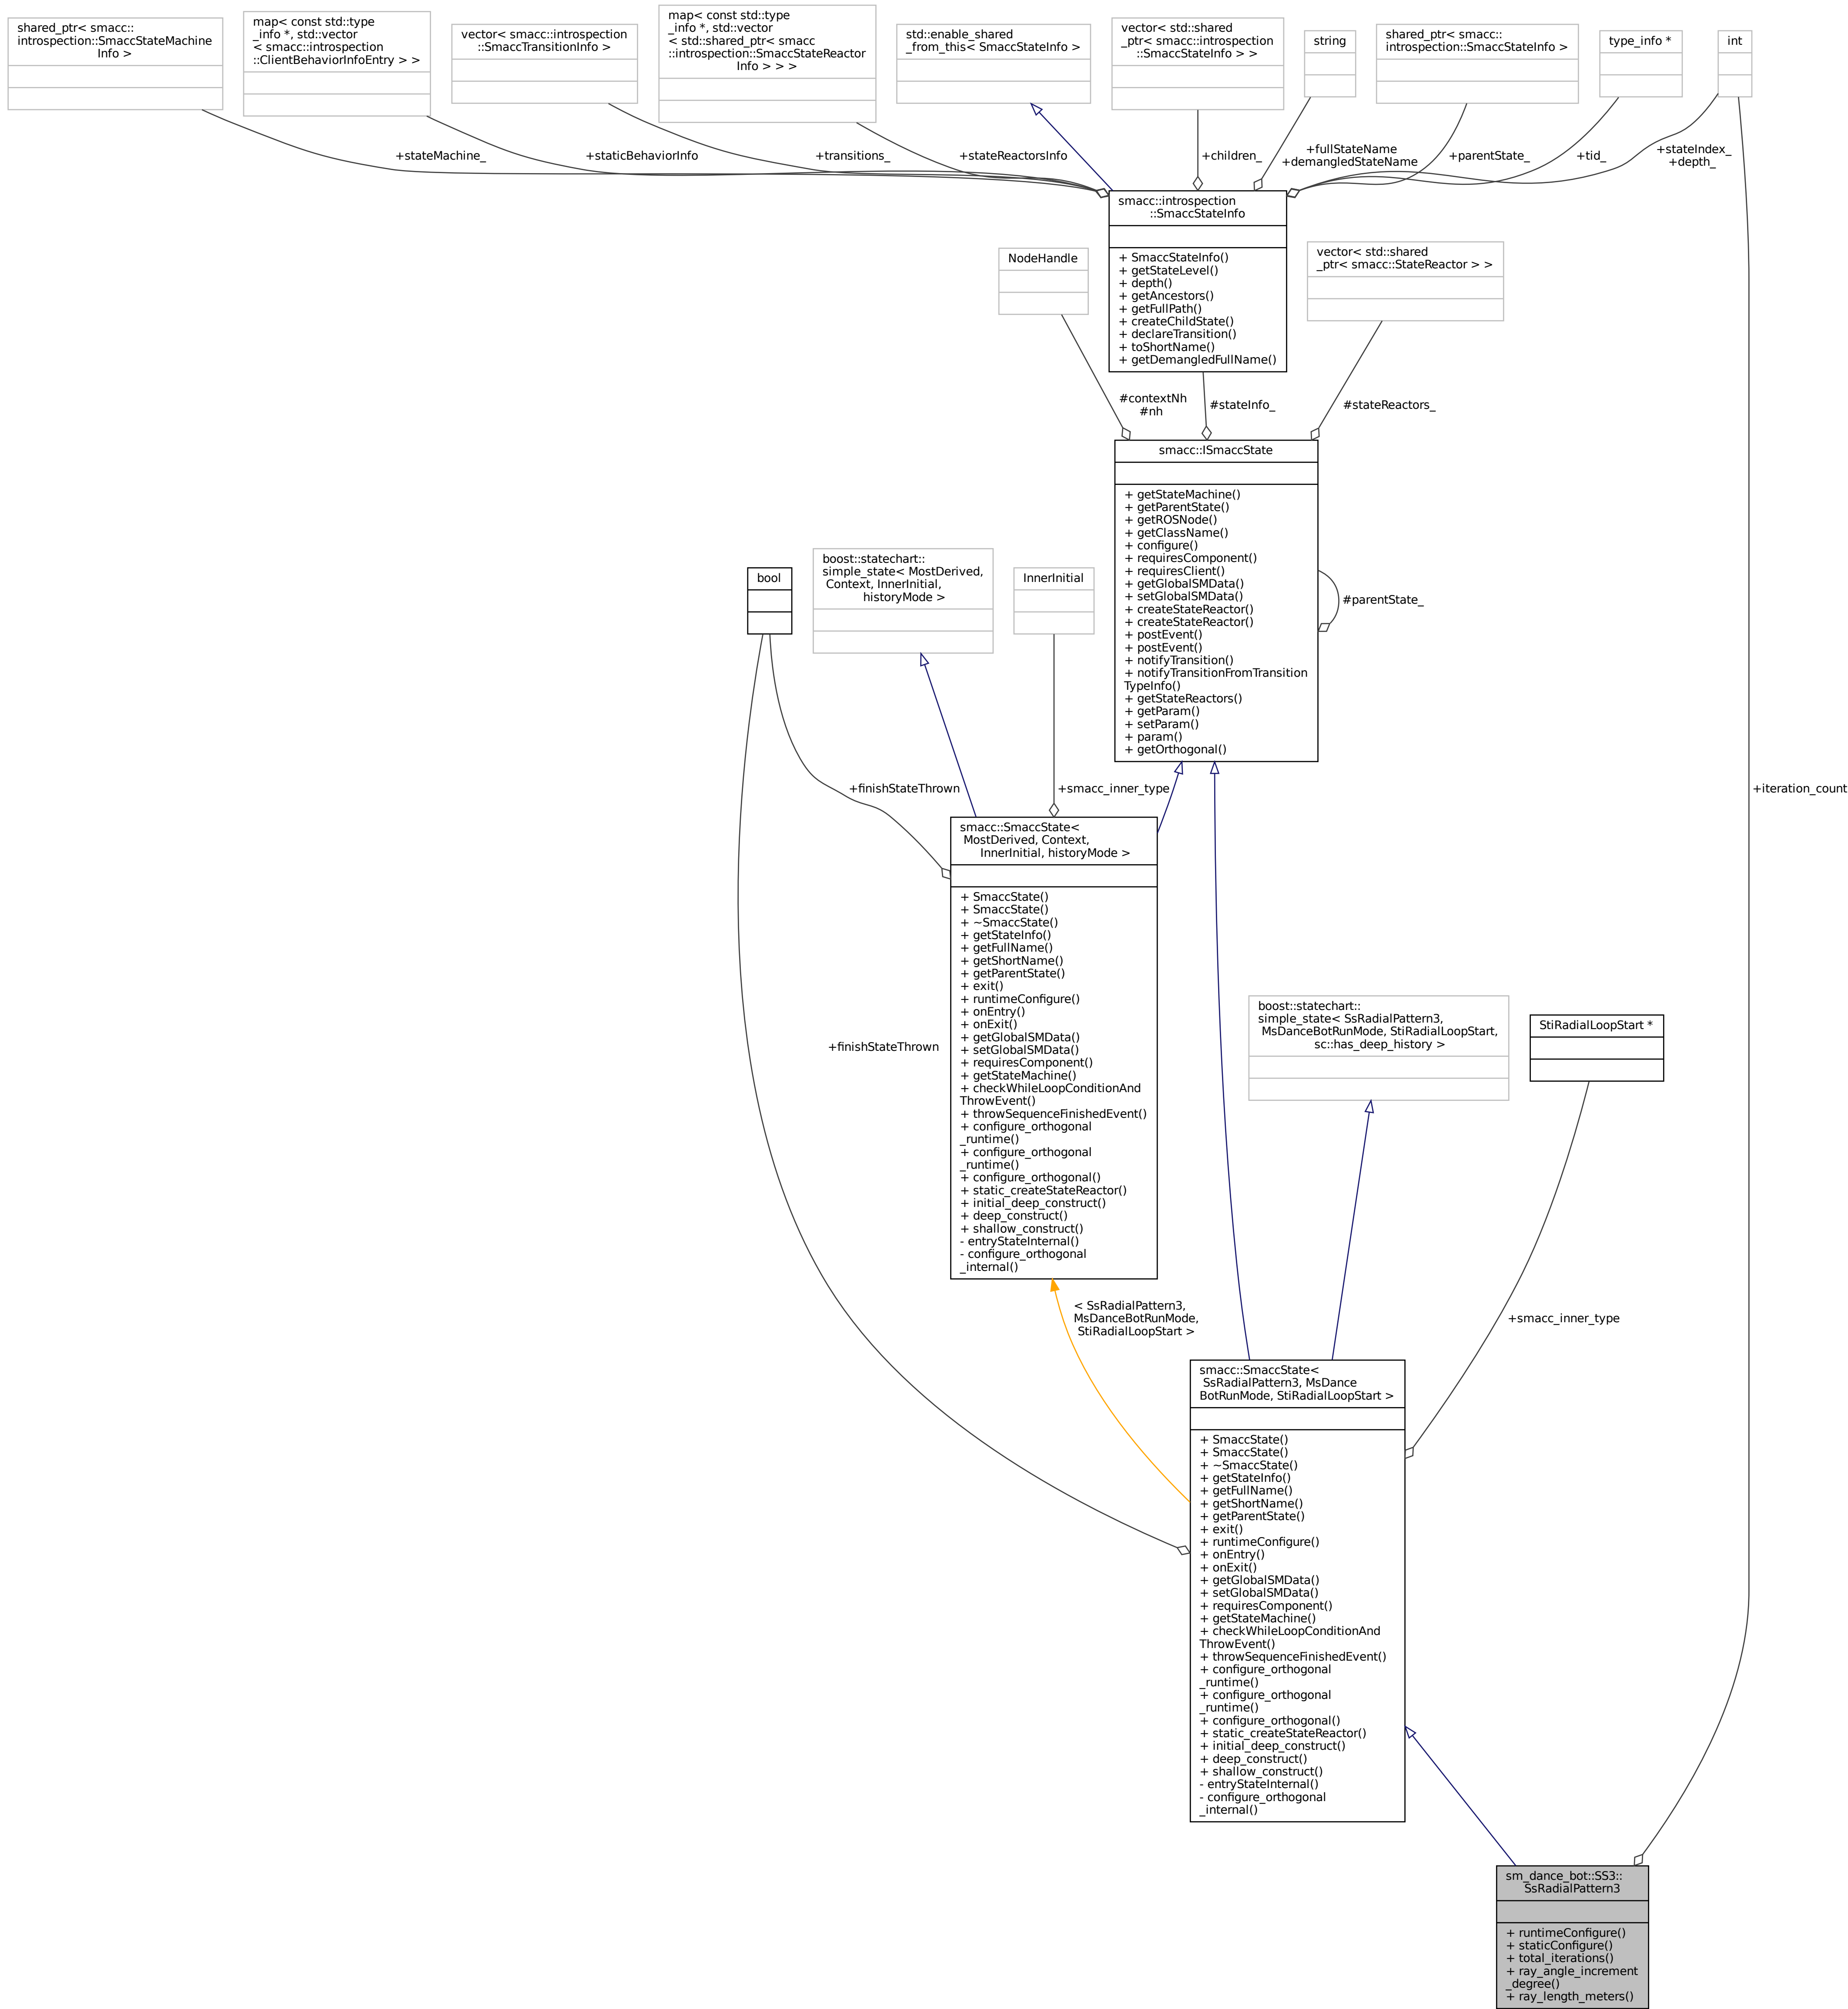 shared_ptr< smacc::
introspection::SmaccStateMachine
Info >
map< const std::type
_info *, std::vector
< smacc::introspection
::ClientBehaviorInfoEntry > >
vector< smacc::introspection
::SmaccTransitionInfo >
map< const std::type
_info *, std::vector
< std::shared_ptr< smacc
::introspection::SmaccStateReactor
Info > > >
std::enable_shared
_from_this< SmaccStateInfo >
vector< std::shared
_ptr< smacc::introspection
::SmaccStateInfo > >
string
shared_ptr< smacc::
introspection::SmaccStateInfo >
type_info *
int
+stateMachine_
+staticBehaviorInfo
+transitions_
+stateReactorsInfo
+children_
+fullStateName
+demangledStateName
+parentState_
+tid_
+stateIndex_
+depth_
smacc::introspection
::SmaccStateInfo
+ SmaccStateInfo()
+ getStateLevel()
+ depth()
+ getAncestors()
+ getFullPath()
+ createChildState()
+ declareTransition()
+ toShortName()
+ getDemangledFullName()
NodeHandle
vector< std::shared
_ptr< smacc::StateReactor > >
#contextNh
#nh
#stateInfo_
#stateReactors_
smacc::ISmaccState
+ getStateMachine()
+ getParentState()
+ getROSNode()
+ getClassName()
+ configure()
+ requiresComponent()
+ requiresClient()
+ getGlobalSMData()
+ setGlobalSMData()
+ createStateReactor()
+ createStateReactor()
+ postEvent()
+ postEvent()
+ notifyTransition()
+ notifyTransitionFromTransition
TypeInfo()
+ getStateReactors()
+ getParam()
+ setParam()
+ param()
+ getOrthogonal()
#parentState_
bool
boost::statechart::
simple_state< MostDerived,
Context, InnerInitial,
historyMode >
InnerInitial
+finishStateThrown
+smacc_inner_type
+iteration_count
smacc::SmaccState<
MostDerived, Context,
InnerInitial, historyMode >
+ SmaccState()
+ SmaccState()
+ ~SmaccState()
+ getStateInfo()
+ getFullName()
+ getShortName()
+ getParentState()
+ exit()
+ runtimeConfigure()
+ onEntry()
+ onExit()
+ getGlobalSMData()
+ setGlobalSMData()
+ requiresComponent()
+ getStateMachine()
+ checkWhileLoopConditionAnd
ThrowEvent()
+ throwSequenceFinishedEvent()
+ configure_orthogonal
_runtime()
+ configure_orthogonal
_runtime()
+ configure_orthogonal()
+ static_createStateReactor()
+ initial_deep_construct()
+ deep_construct()
+ shallow_construct()
- entryStateInternal()
- configure_orthogonal
_internal()
+finishStateThrown
boost::statechart::
simple_state< SsRadialPattern3,
MsDanceBotRunMode, StiRadialLoopStart,
sc::has_deep_history >
StiRadialLoopStart *
< SsRadialPattern3,
MsDanceBotRunMode,
StiRadialLoopStart >
+smacc_inner_type
smacc::SmaccState<
SsRadialPattern3, MsDance
BotRunMode, StiRadialLoopStart >
+ SmaccState()
+ SmaccState()
+ ~SmaccState()
+ getStateInfo()
+ getFullName()
+ getShortName()
+ getParentState()
+ exit()
+ runtimeConfigure()
+ onEntry()
+ onExit()
+ getGlobalSMData()
+ setGlobalSMData()
+ requiresComponent()
+ getStateMachine()
+ checkWhileLoopConditionAnd
ThrowEvent()
+ throwSequenceFinishedEvent()
+ configure_orthogonal
_runtime()
+ configure_orthogonal
_runtime()
+ configure_orthogonal()
+ static_createStateReactor()
+ initial_deep_construct()
+ deep_construct()
+ shallow_construct()
- entryStateInternal()
- configure_orthogonal
_internal()
sm_dance_bot::SS3::
SsRadialPattern3
+ runtimeConfigure()
+ staticConfigure()
+ total_iterations()
+ ray_angle_increment
_degree()
+ ray_length_meters()